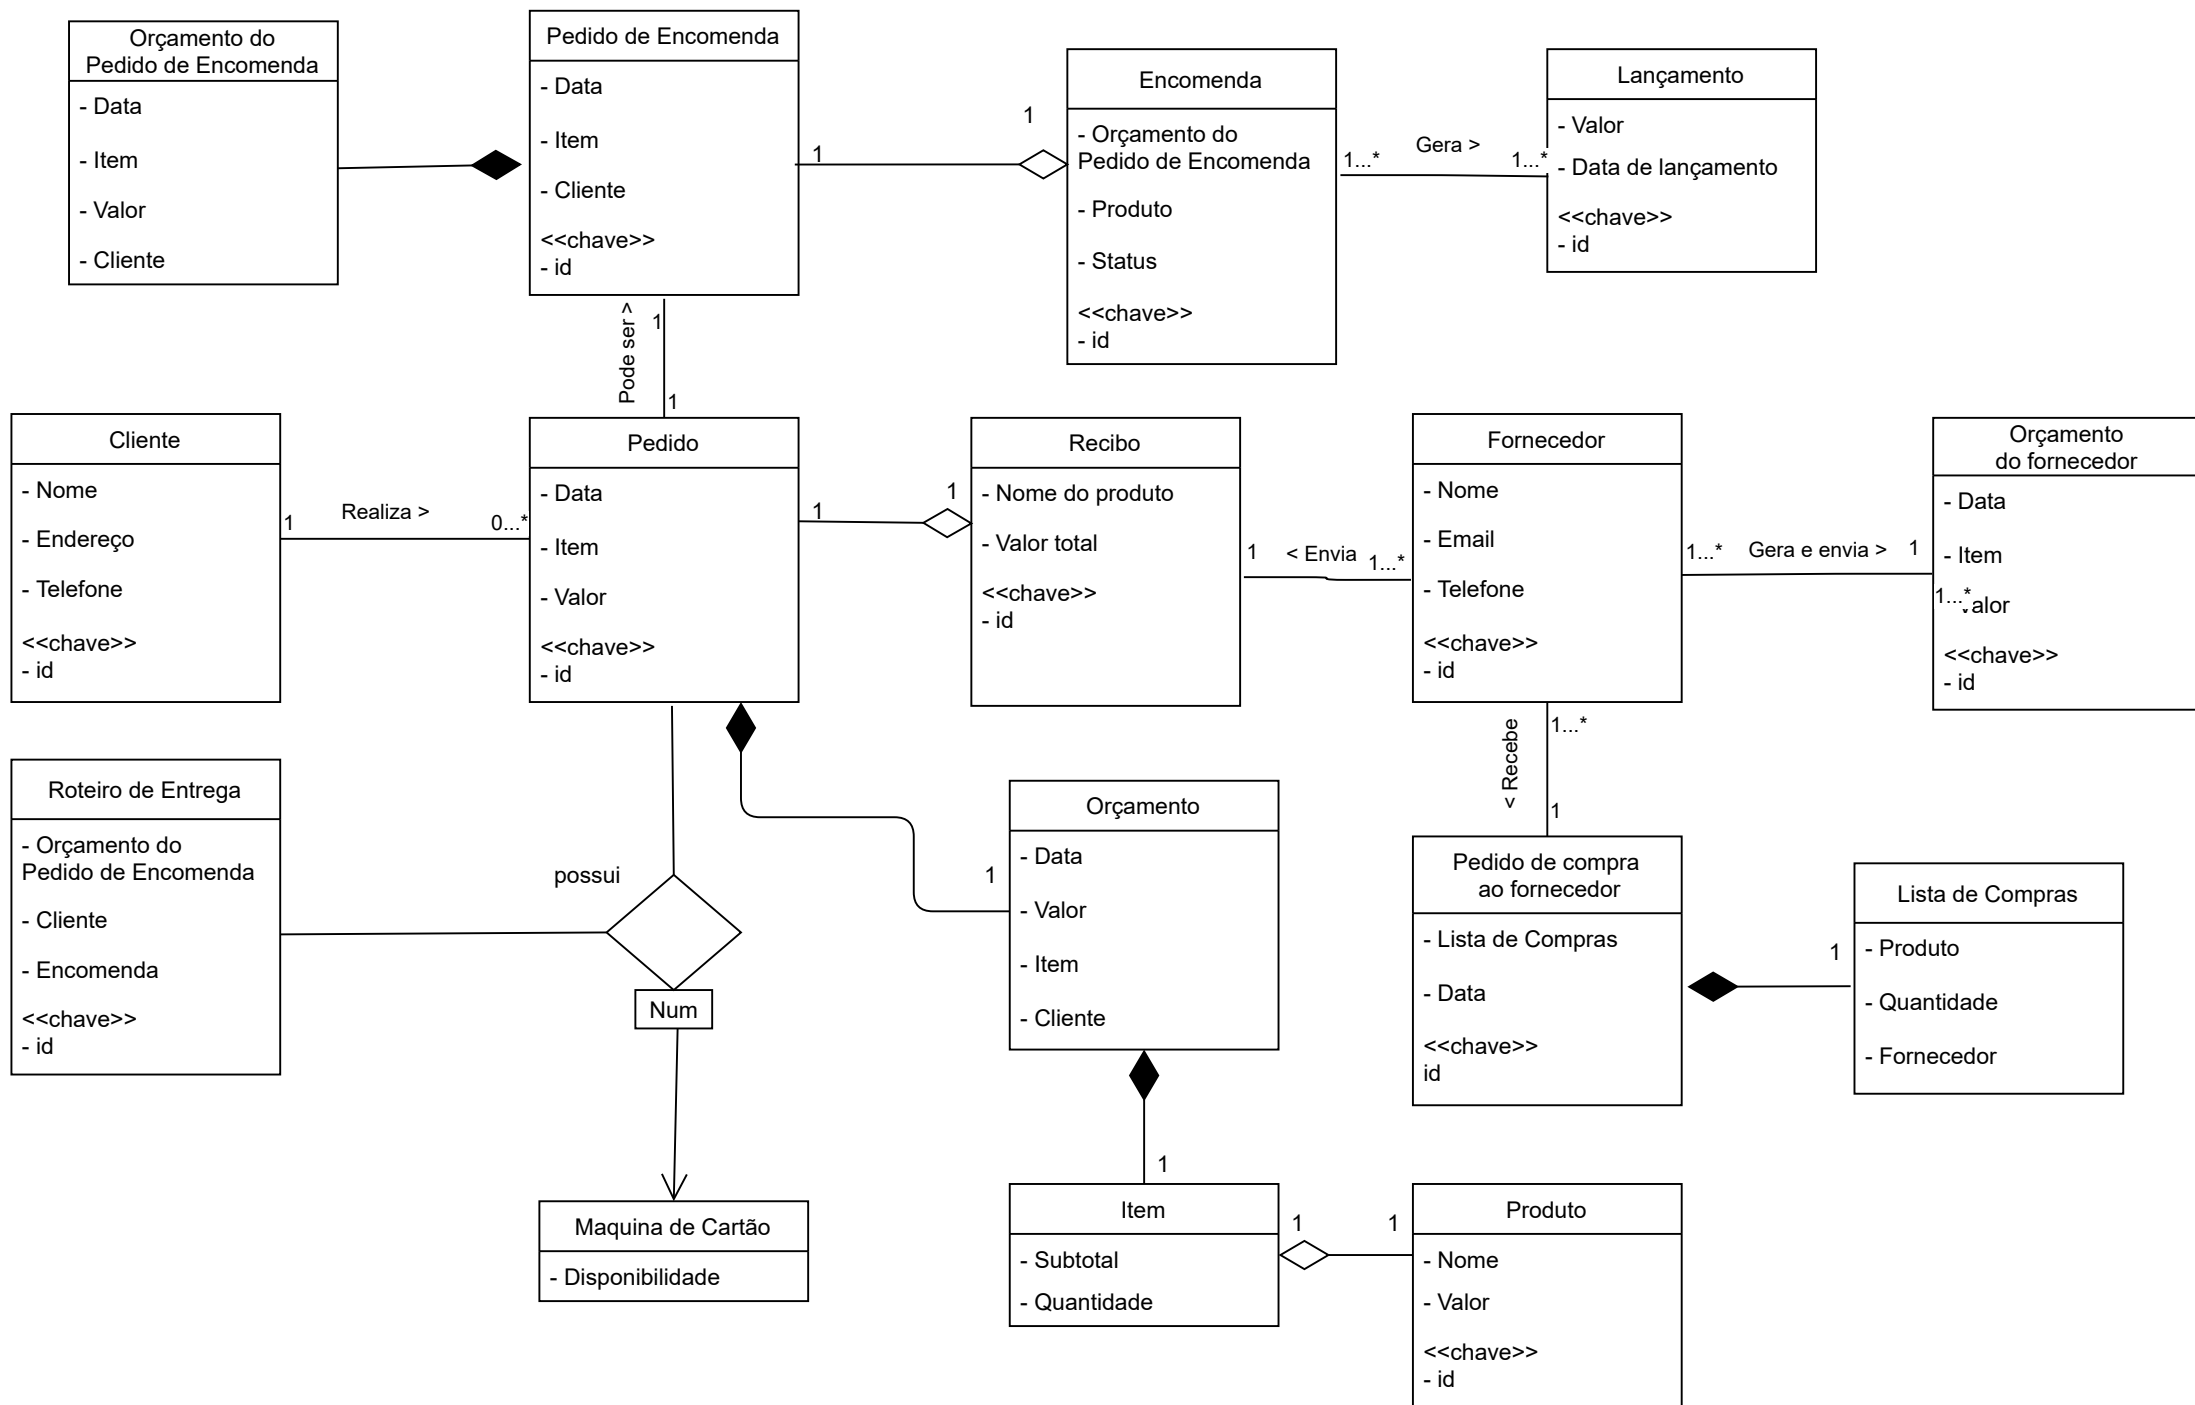 Orçamento do
Pedido de Encomenda
- Data
- Item
- Valor
- Cliente
Pedido de Encomenda
- Data
- Item
- Cliente
<<chave>>
- id
1
1
Encomenda
- Orçamento do
Pedido de Encomenda
- Produto
- Status
<<chave>>
- id
1...*
Gera >
1...*
Lançamento
- Valor
- Data de lançamento
<<chave>>
- id
Pode ser >
1
1
Cliente
- Nome
- Endereço
- Telefone
<<chave>>
- id
1
Realiza >
0...*
Pedido
- Data
- Item
- Valor
<<chave>>
- id
1
1
Recibo
- Nome do produto
- Valor total
<<chave>>
- id
1
< Envia
1...*
Fornecedor
- Nome
- Email
- Telefone
<<chave>>
- id
1...*
Gera e envia >
1
Orçamento
do fornecedor
- Data
- Item
1...*
alor
<<chave>>
- id
< Recebe
1...*
1
Roteiro de Entrega
- Orçamento do
Pedido de Encomenda
- Cliente
- Encomenda
<<chave>>
- id
possui
Num
Maquina de Cartão
- Disponibilidade
1
Orçamento
- Data
- Valor
- Item
- Cliente
1
Item
- Subtotal
- Quantidade
1
1
Produto
- Nome
- Valor
<<chave>>
- id
Pedido de compra
ao fornecedor
- Lista de Compras
- Data
<<chave>>
id
1
Lista de Compras
- Produto
- Quantidade
- Fornecedor